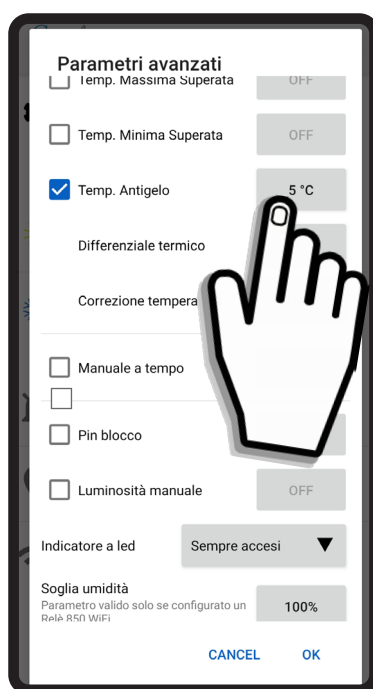 Parametri avanzati
Temp. Massima Superata OFF
Temp. Minima Superata OFF
Temp. Antigelo 5 °C
Differenziale termico
Correzione tempera
Manuale a tempo
Pin blocco
Luminosità manuale OFF
Indicatore a led Sempre accesi
Soglia umidità
Parametro valido solo se configurato un 100%
Relè 850 WiFi
CANCEL OK